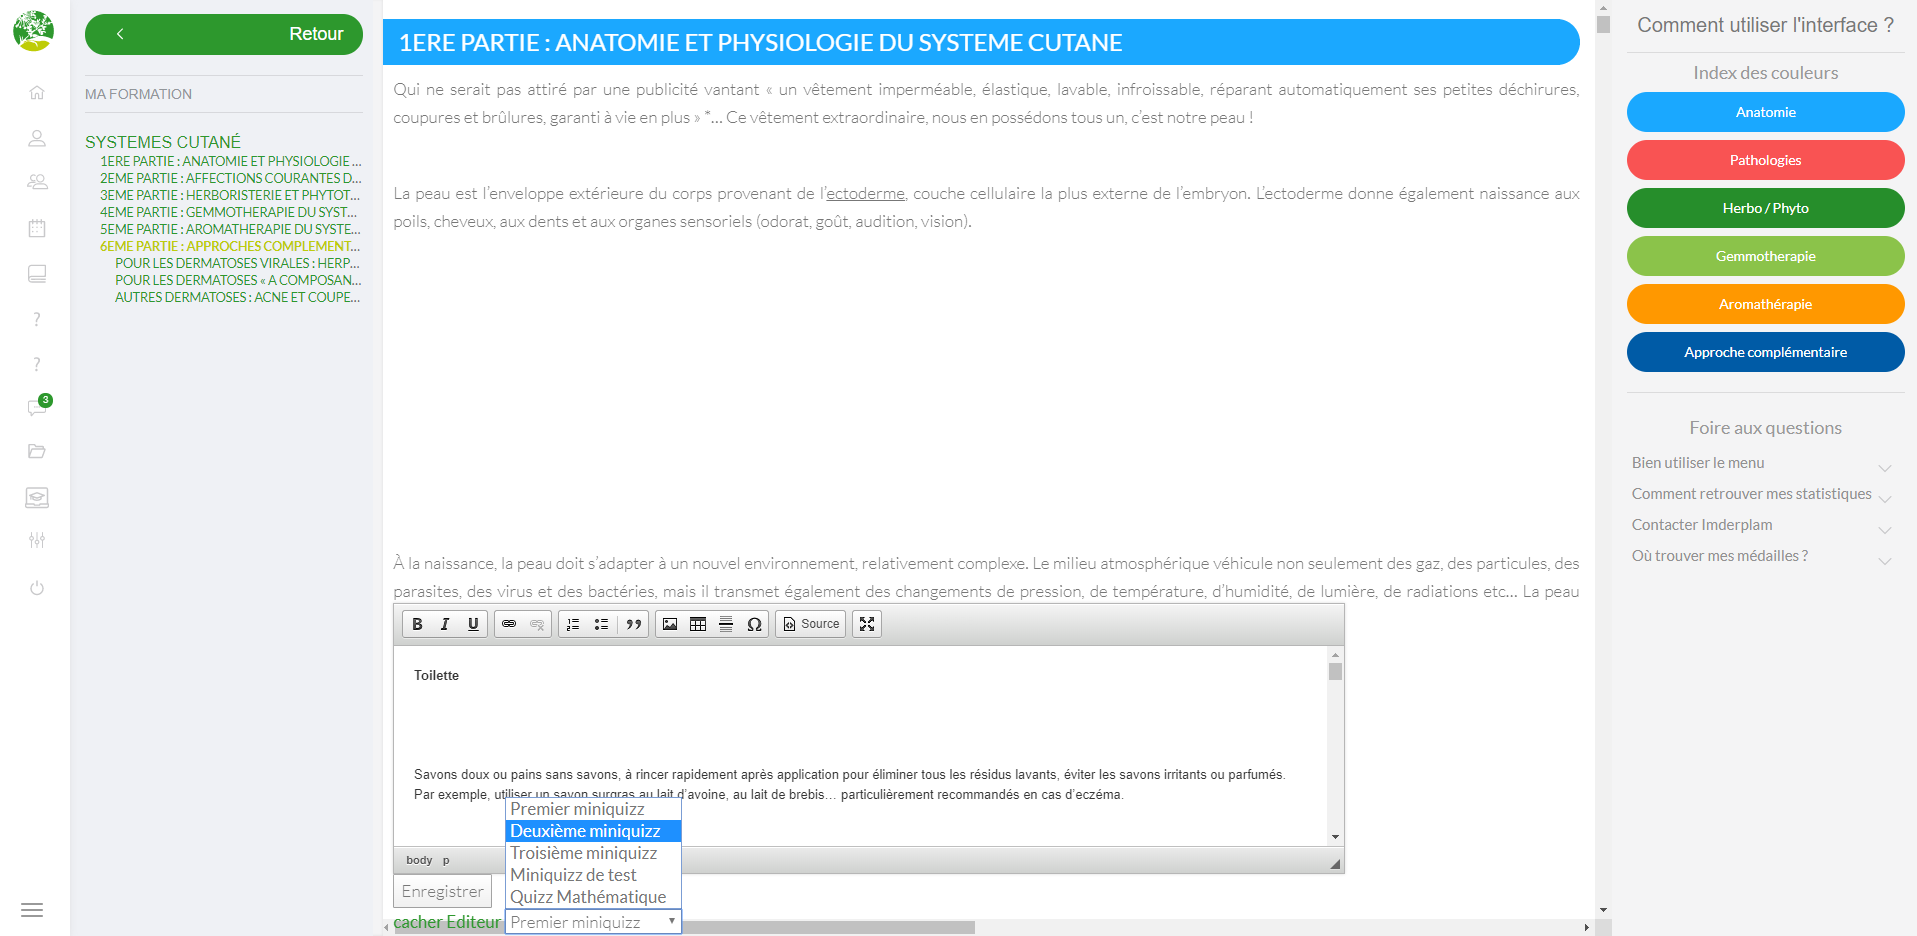 Retour
MA FORMATION
SYSTEMES CUTANÉ
1ERE PARTIE : ANATOMIE ET PHYSIOLOGIE ...
2EME PARTIE : AFFECTIONS COURANTES D...
3EME PARTIE : HERBORISTERIE ET PHYTOT...
4EME PARTIE : GEMMOTHERAPIE DU SYST...
5EME PARTIE : AROMATHERAPIE DU SYSTE...
6EME PARTIE : APPROCHES COMPLEMENT...
POUR LES DERMATOSES VIRALES : HERP...
POUR LES DERMATOSES « A COMPOSAN...
AUTRES DERMATOSES : ACNE ET COUPE...
?
?
3
1ERE PARTIE : ANATOMIE ET PHYSIOLOGIE DU SYSTEME CUTANE
Qui ne serait pas attiré par une publicité vantant « un vêtement imperméable, élastique, lavable, infroissable, réparant automatiquement ses petites déchirures,
coupures et brûlures, garanti à vie en plus » *… Ce vêtement extraordinaire, nous en possédons tous un, c’est notre peau !
La peau est l’enveloppe extérieure du corps provenant de l’ectoderme, couche cellulaire la plus externe de l’embryon. L’ectoderme donne également naissance aux
poils, cheveux, aux dents et aux organes sensoriels (odorat, goût, audition, vision).
À la naissance, la peau doit s’adapter à un nouvel environnement, relativement complexe. Le milieu atmosphérique véhicule non seulement des gaz, des particules, des
parasites, des virus et des bactéries, mais il transmet également des changements de pression, de température, d’humidité, de lumière, de radiations etc… La peau
B I U Ω Source
Toilette
Savons doux ou pains sans savons, à rincer rapidement après application pour éliminer tous les résidus lavants, éviter les savons irritants ou parfumés.
Par exemple, utiliser un savon surgras au lait d’avoine, au lait de brebis… particulièrement recommandés en cas d’eczéma.
body p
Premier miniquizz
Deuxième miniquizz
Troisième miniquizz
Miniquizz de test
Quizz Mathématique
Enregistrer
cacher Editeur Premier miniquizz
Comment utiliser l'interface ?
Index des couleurs
Anatomie
Pathologies
Herbo / Phyto
Gemmotherapie
Aromathérapie
Approche complémentaire
Foire aux questions
Bien utiliser le menu
Comment retrouver mes statistiques
Contacter Imderplam
Où trouver mes médailles ?